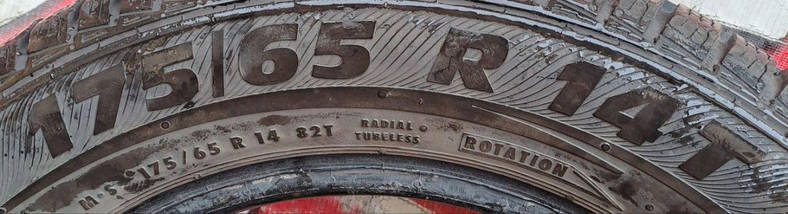 175/65 R 14 T
M+S 175/65 R 14 82T
RADIAL
TUBELESS
ROTATION